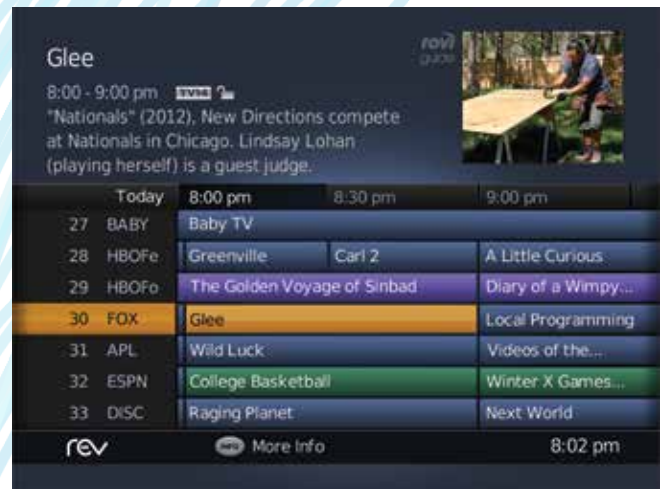 rovi
guide
Glee
8:00 - 9:00 pm TV14
"Nationals" (2012), New Directions compete
at Nationals in Chicago. Lindsay Lohan
(playing herself) is a guest judge.
Today 8:00 pm 8:30 pm 9:00 pm
27 BABY Baby TV
28 HBOFe Greenville Carl 2 A Little Curious
29 HBOFo The Golden Voyage of Sinbad Diary of a Wimpy...
30 FOX Glee Local Programming
31 APL Wild Luck Videos of the...
32 ESPN College Basketball Winter X Games...
33 DISC Raging Planet Next World
rev INFO More Info 8:02 pm